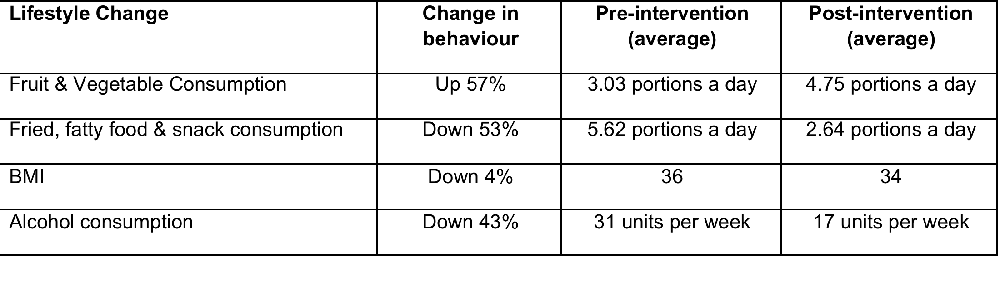 Lifestyle Change
Change in
behaviour
Pre-intervention
(average)
Post-intervention
(average)
Fruit & Vegetable Consumption
Up 57%
3.03 portions a day
4.75 portions a day
Fried, fatty food & snack consumption
Down 53%
5.62 portions a day
2.64 portions a day
BMI
Down 4%
36
34
Alcohol consumption
Down 43%
31 units per week
17 units per week